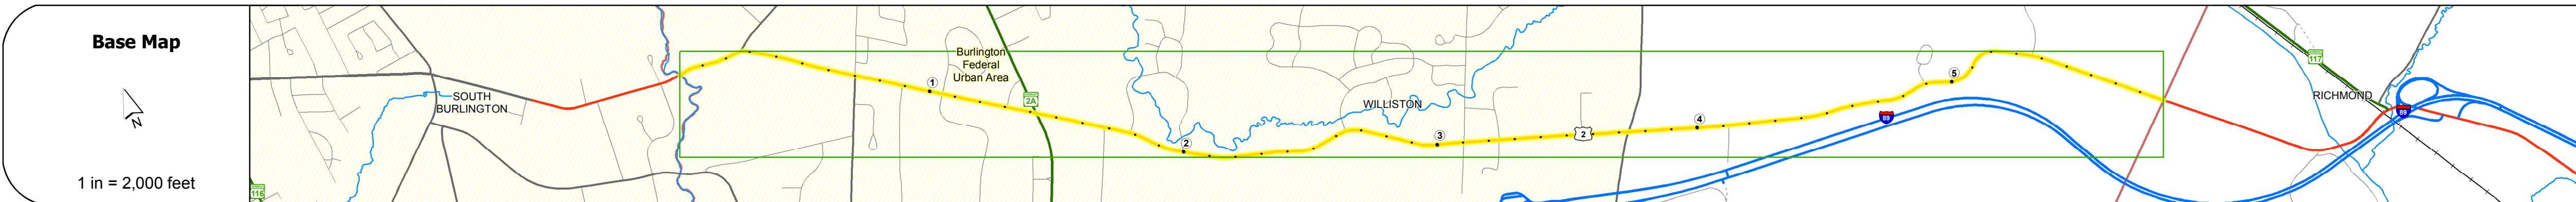 Base Map
N
1 in = 2,000 feet
116
SOUTH
BURLINGTON
1
Burlington
Federal
Urban Area
2A
2
WILLISTON
3
2
4
89
5
117
RICHMOND
89